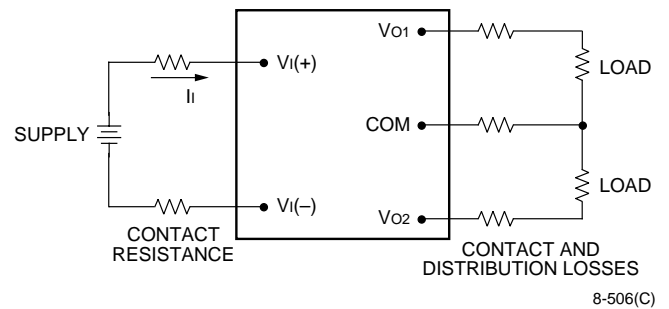 VO1
VI(+)
LOAD
II
SUPPLY
COM
LOAD
VI(–)
VO2
CONTACT
RESISTANCE
CONTACT AND
DISTRIBUTION LOSSES
8-506(C)